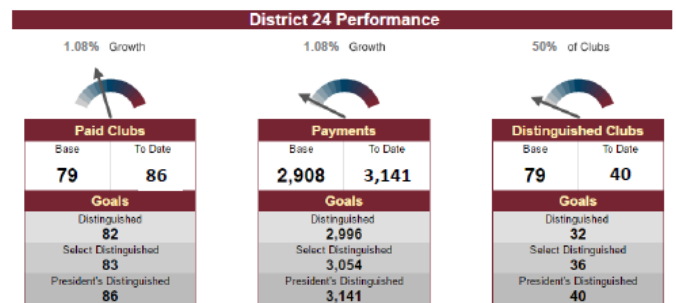 District 24 Performance
1.08% Growth
1.08% Growth
50% of Clubs
Paid Clubs
Base To Date
79 86
Goals
Distinguished
82
Select Distinguished
83
President's Distinguished
86
Payments
Base To Date
2,908 3,141
Goals
Distinguished
2,996
Select Distinguished
3,054
President's Distinguished
3,141
Distinguished Clubs
Base To Date
79 40
Goals
Distinguished
32
Select Distinguished
36
President's Distinguished
40